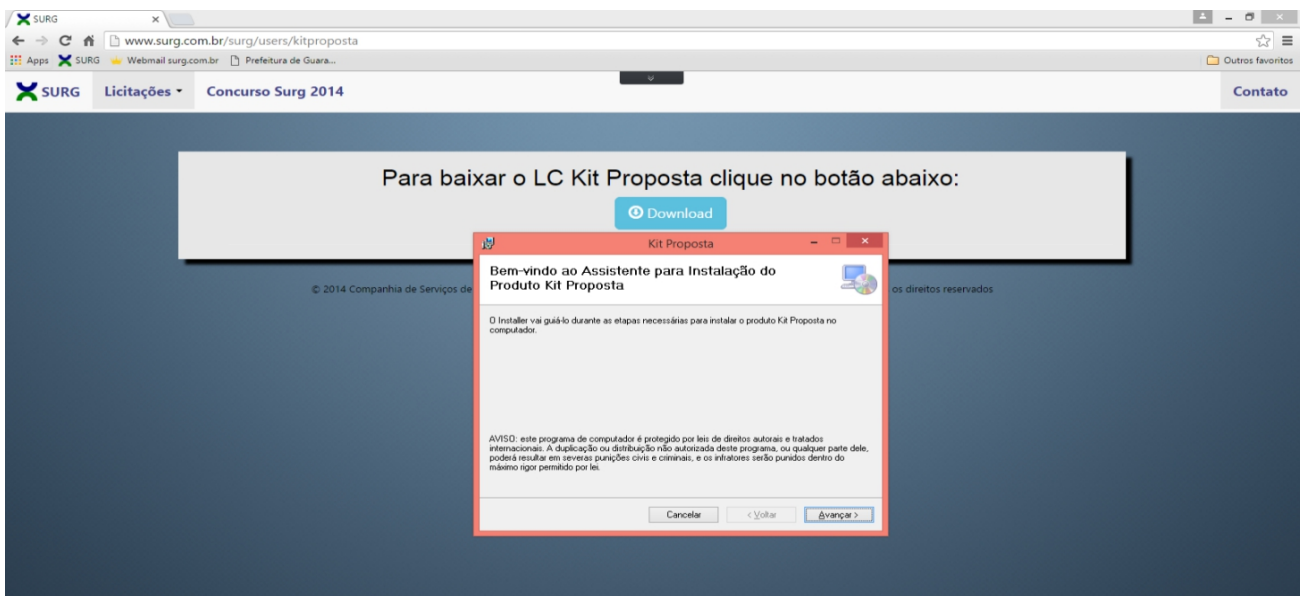 SURG
www.surg.com.br/surg/users/kitproposta
Apps SURG Webmail surg.com.br Prefeitura de Guara... Outros favoritos
SURG Licitações Concurso Surg 2014 Contato
Para baixar o LC Kit Proposta clique no botão abaixo:
Download
Kit Proposta
Bem-vindo ao Assistente para Instalação do
Produto Kit Proposta
© 2014 Companhia de Serviços de os direitos reservados
O Installer vai guiá-lo durante as etapas necessárias para instalar o produto Kit Proposta no
computador.
AVISO: este programa de computador é protegido por leis de direitos autorais e tratados
internacionais. A duplicação ou distribuição não autorizada deste programa, ou qualquer parte dele,
poderá resultar em severas punições civis e criminais, e os infratores serão punidos dentro do
máximo rigor permitido por lei.
Cancelar < Voltar Avançar >